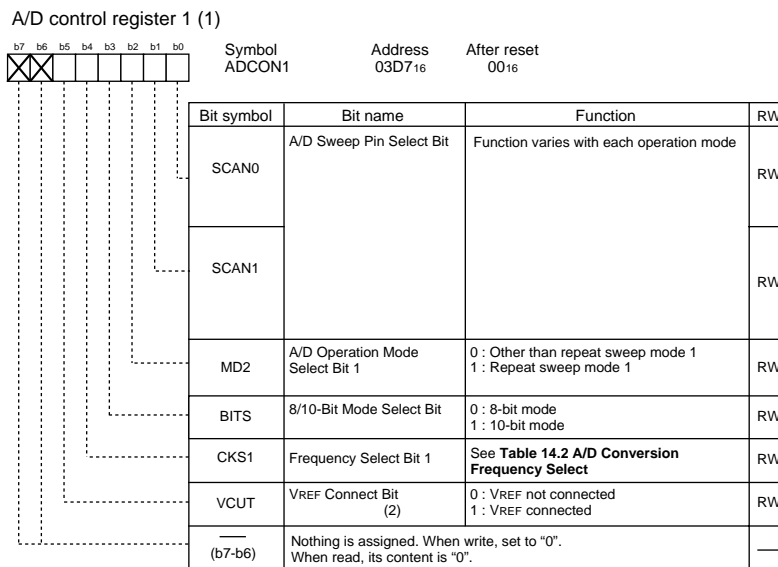 A/D control register 1 (1)
b7 b6 b5 b4 b3 b2 b1 b0
Symbol Address After reset
ADCON1 03D716 0016
Bit symbol Bit name Function RW
SCAN0 A/D Sweep Pin Select Bit Function varies with each operation mode RW
SCAN1 RW
MD2 A/D Operation Mode Select Bit 1 0 : Other than repeat sweep mode 1 RW
1 : Repeat sweep mode 1
BITS 8/10-Bit Mode Select Bit 0 : 8-bit mode RW
1 : 10-bit mode
CKS1 Frequency Select Bit 1 See Table 14.2 A/D Conversion RW
Frequency Select
VCUT VREF Connect Bit (2) 0 : VREF not connected RW
1 : VREF connected
(b7-b6) Nothing is assigned. When write, set to “0”.
When read, its content is “0”.